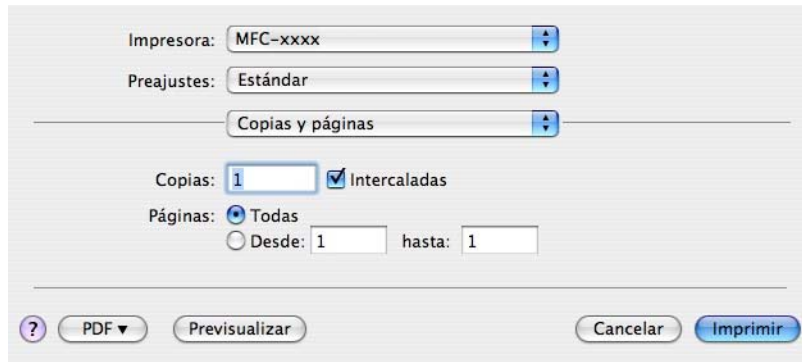 Impresora: MFC-xxxx
Preajustes: Estándar
Copias y páginas
Copias: 1 Intercaladas
Páginas: Todas
Desde: 1 hasta: 1
? PDF ▼ Previsualizar Cancelar Imprimir